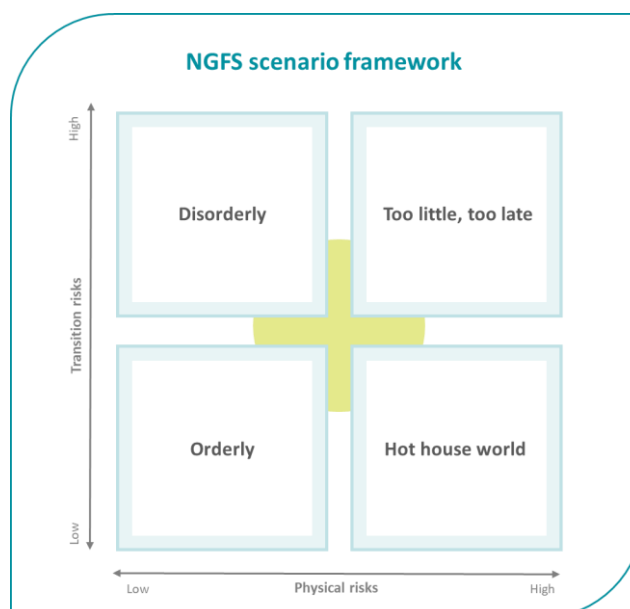 NGFS scenario framework
High
Disorderly
Too little, too late
Transition risks
Orderly
Hot house world
Low
Low
Physical risks
High